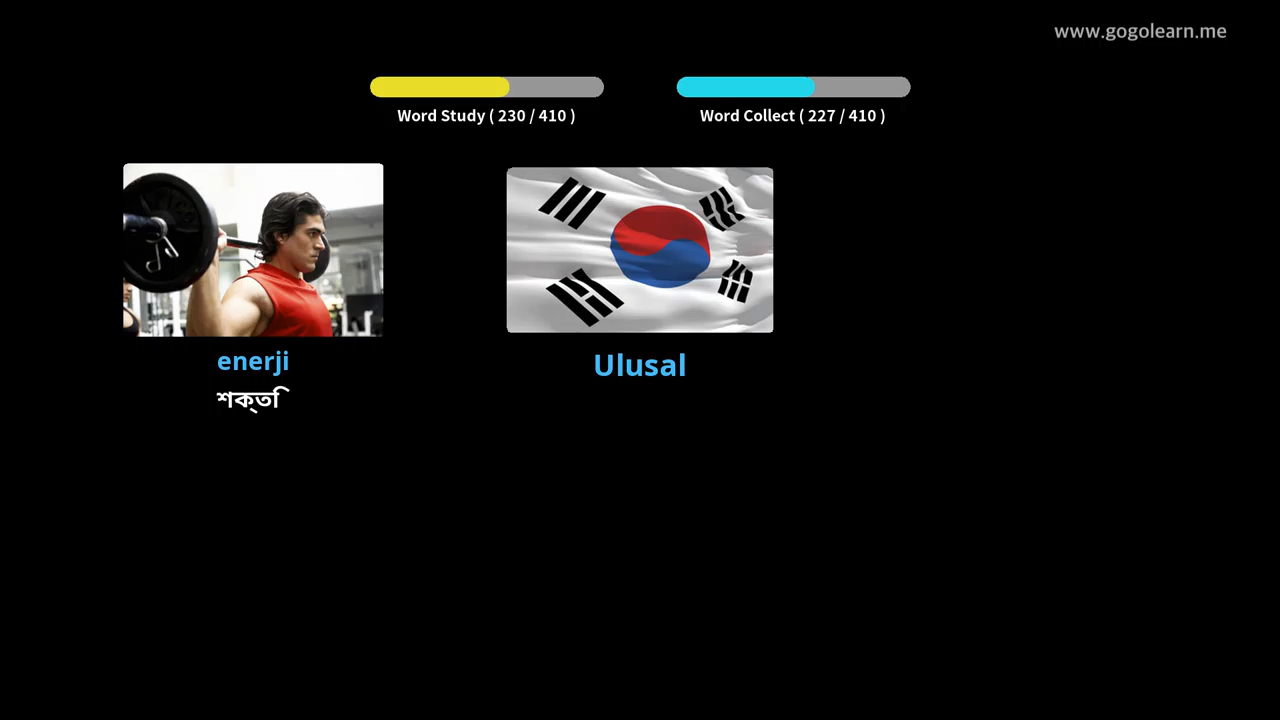 www.gogolearn.me
Word Study ( 230 / 410 )
Word Collect ( 227 / 410 )
enerji
শক্তি
Ulusal